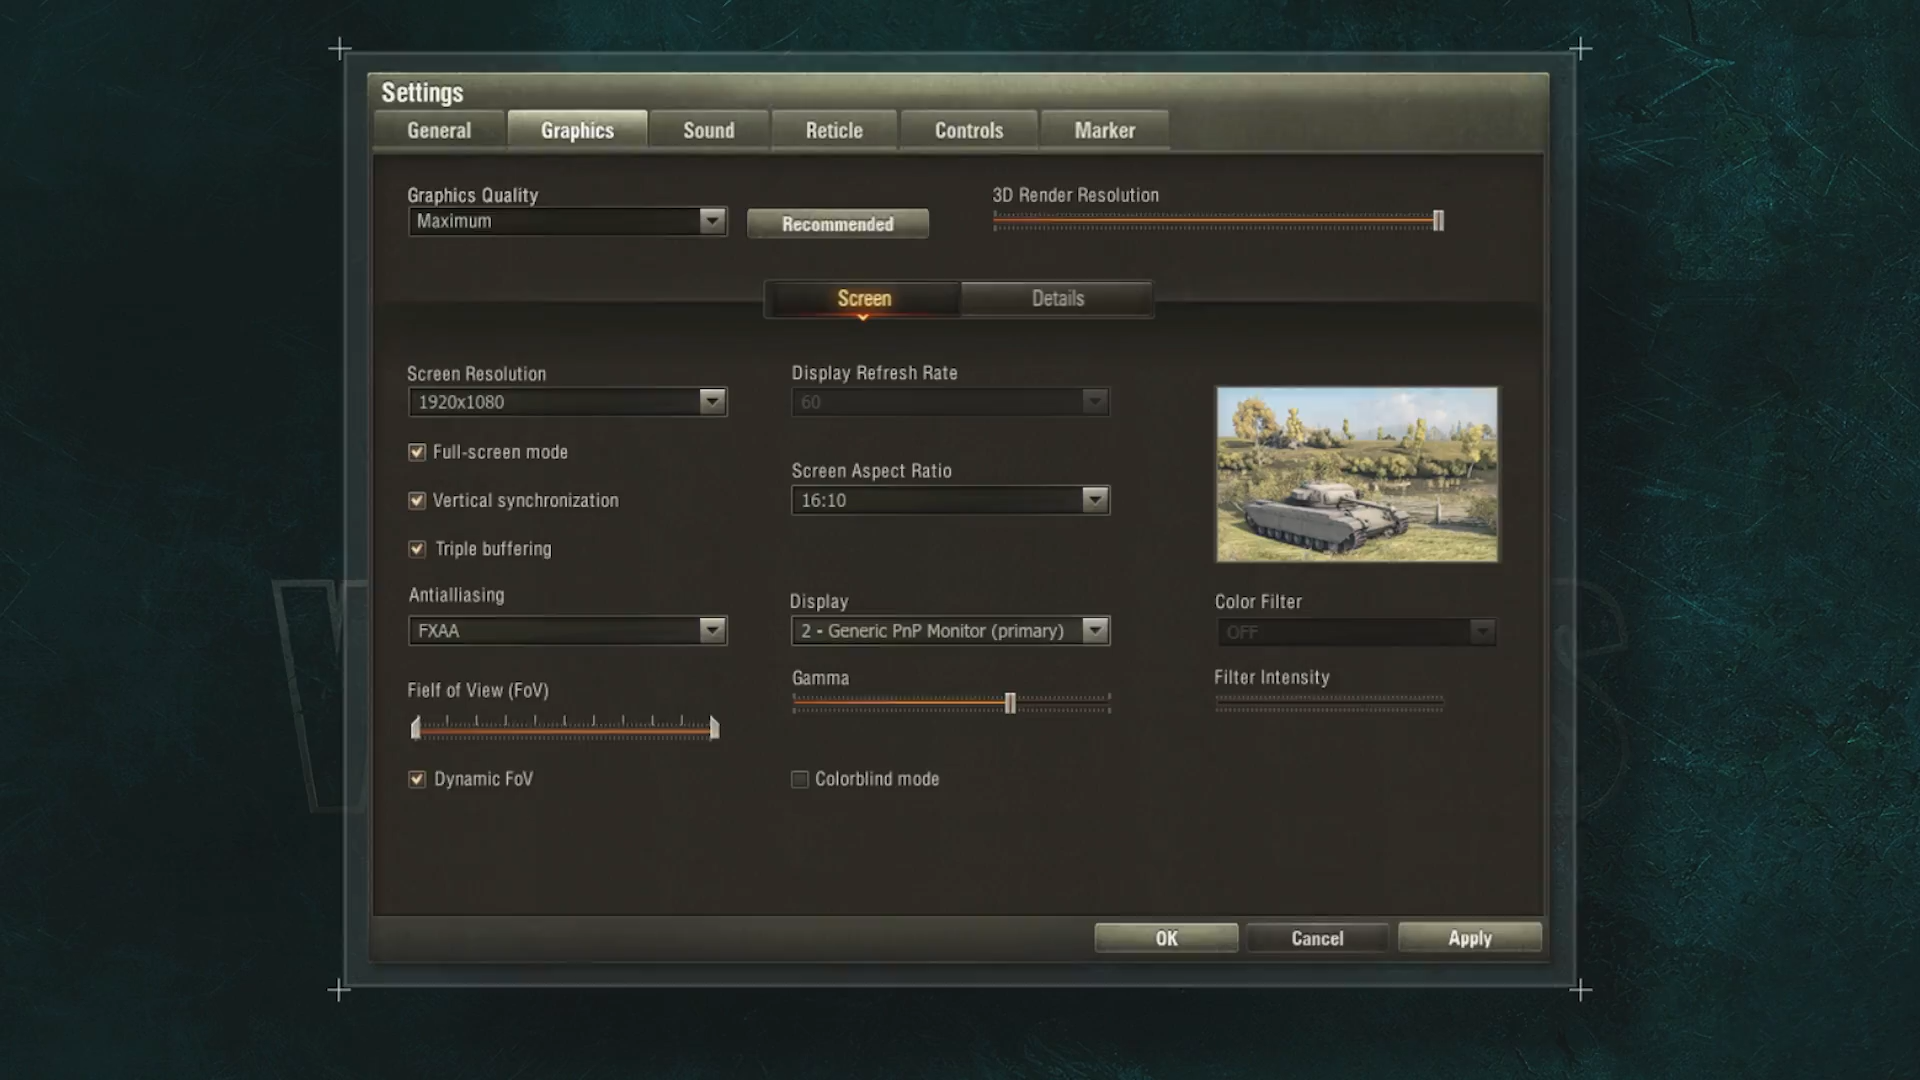 Settings
General
Graphics
Sound
Reticle
Controls
Marker
Graphics Quality
Maximum
Recommended
3D Render Resolution
Screen
Details
Screen Resolution
1920x1080
Full-screen mode
Vertical synchronization
Triple buffering
Antialliasing
FXAA
Fielf of View (FoV)
Dynamic FoV
Display Refresh Rate
60
Screen Aspect Ratio
16:10
Display
2 - Generic PnP Monitor (primary)
Gamma
Colorblind mode
Color Filter
OFF
Filter Intensity
OK
Cancel
Apply